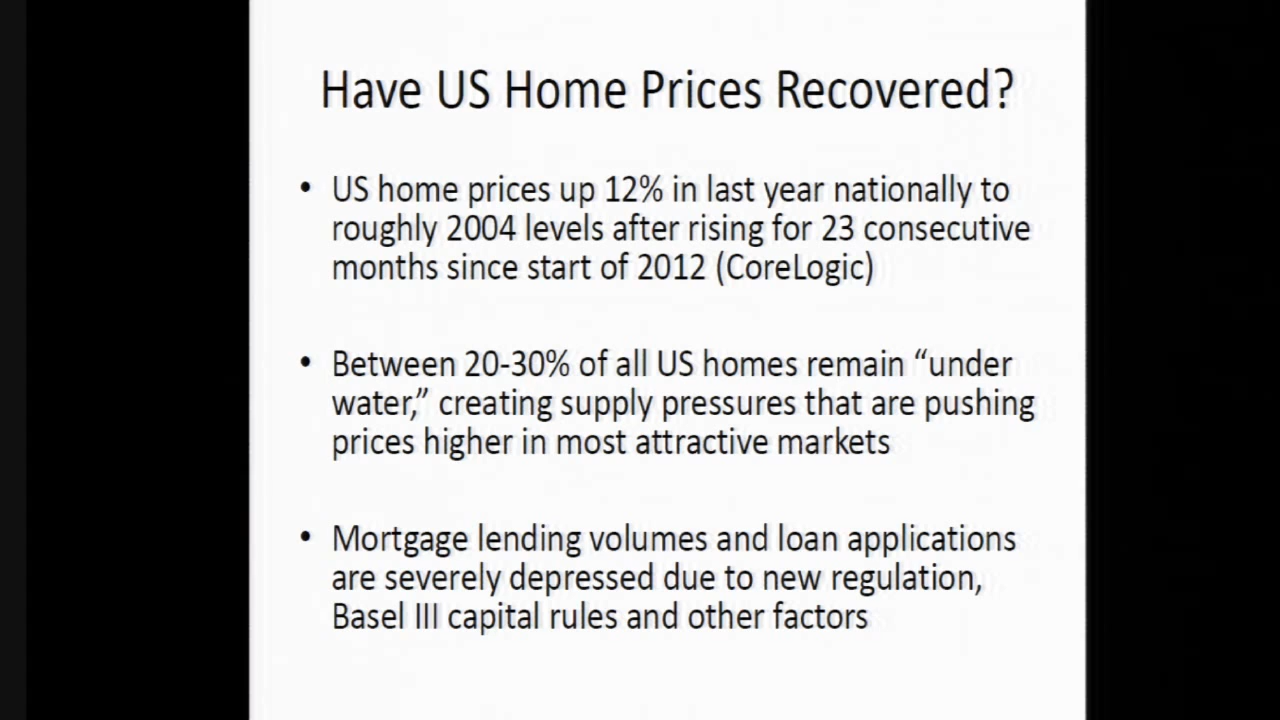 Have US Home Prices Recovered?
• US home prices up 12% in last year nationally to
roughly 2004 levels after rising for 23 consecutive
months since start of 2012 (CoreLogic)
• Between 20-30% of all US homes remain “under
water,” creating supply pressures that are pushing
prices higher in most attractive markets
• Mortgage lending volumes and loan applications
are severely depressed due to new regulation,
Basel III capital rules and other factors